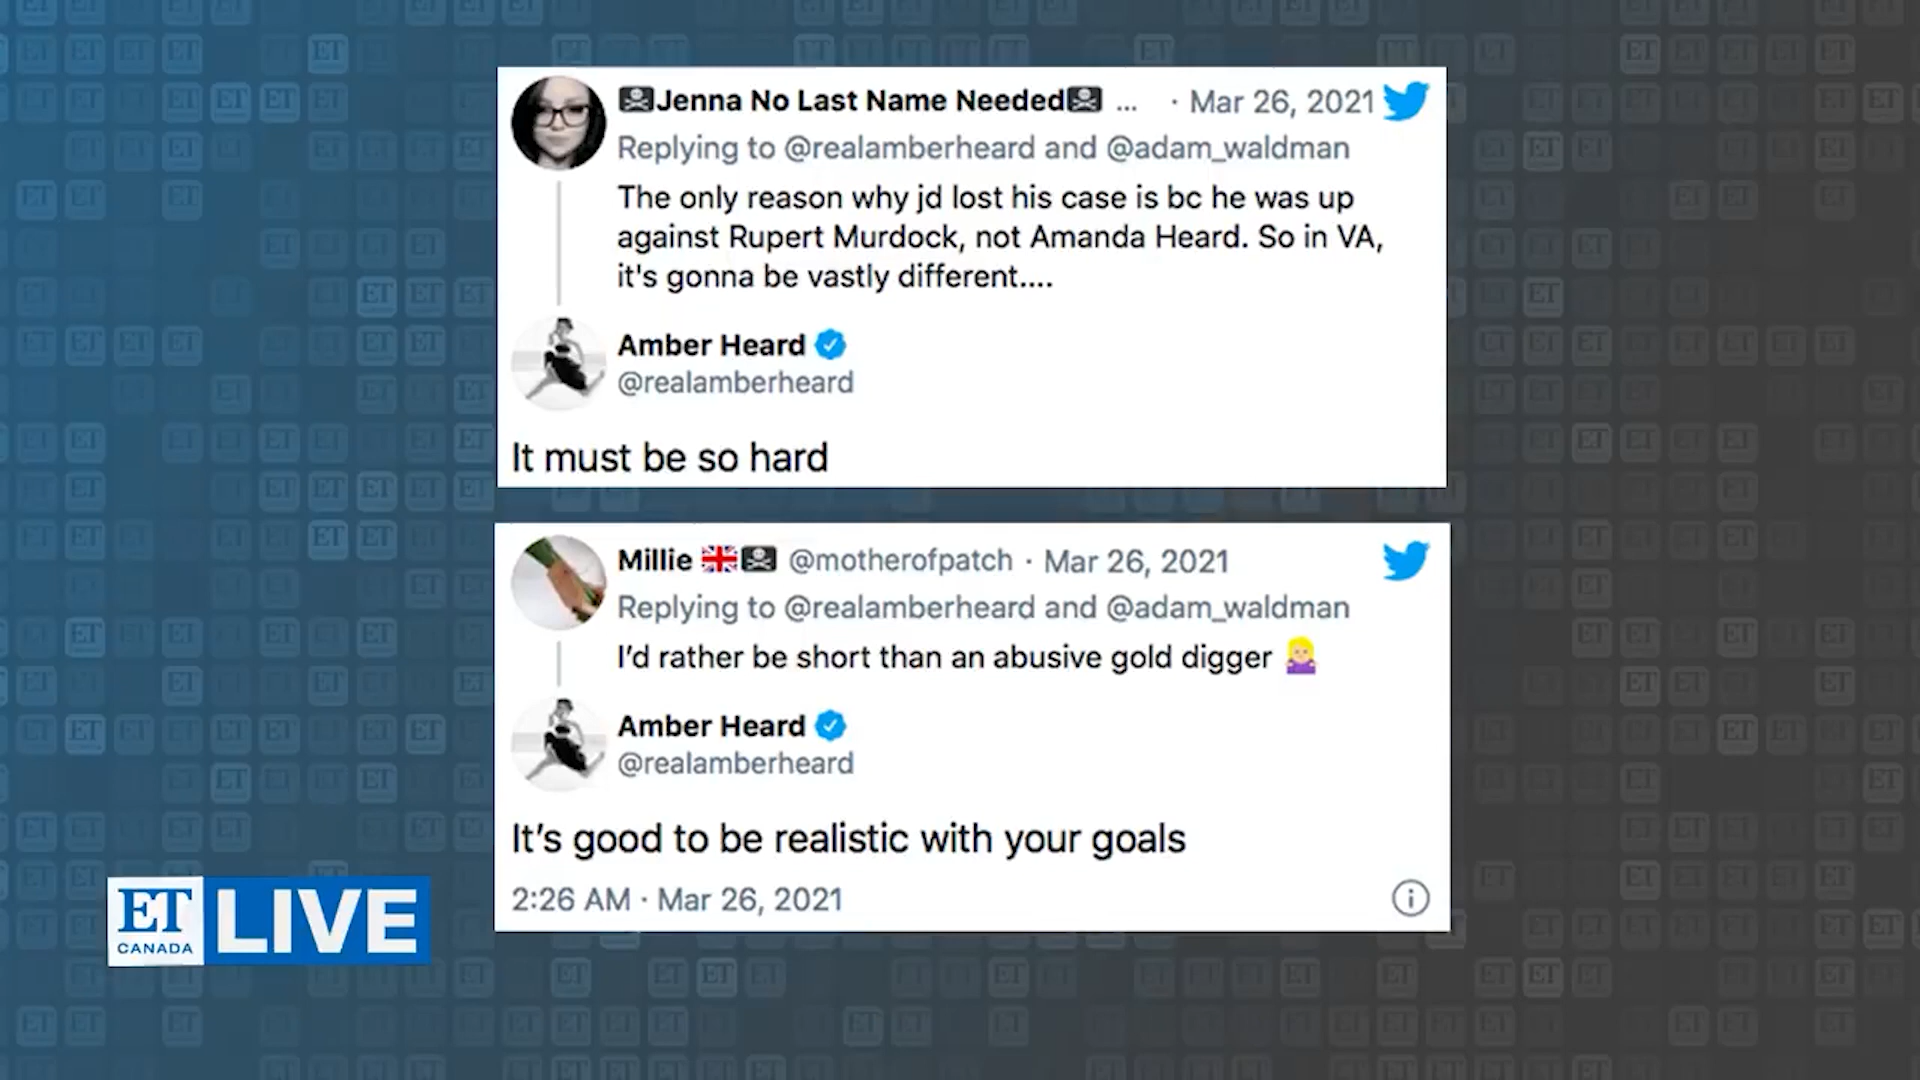 🏴‍☠️Jenna No Last Name Needed🏴‍☠️ ... · Mar 26, 2021
Replying to @realamberheard and @adam_waldman
The only reason why jd lost his case is bc he was up
against Rupert Murdock, not Amanda Heard. So in VA,
it's gonna be vastly different....
Amber Heard
@realamberheard
It must be so hard
Millie 🇬🇧🏴‍☠️ @motherofpatch · Mar 26, 2021
Replying to @realamberheard and @adam_waldman
I’d rather be short than an abusive gold digger 🤷🏼‍♀️
Amber Heard
@realamberheard
It’s good to be realistic with your goals
2:26 AM · Mar 26, 2021
ET
CANADA
LIVE